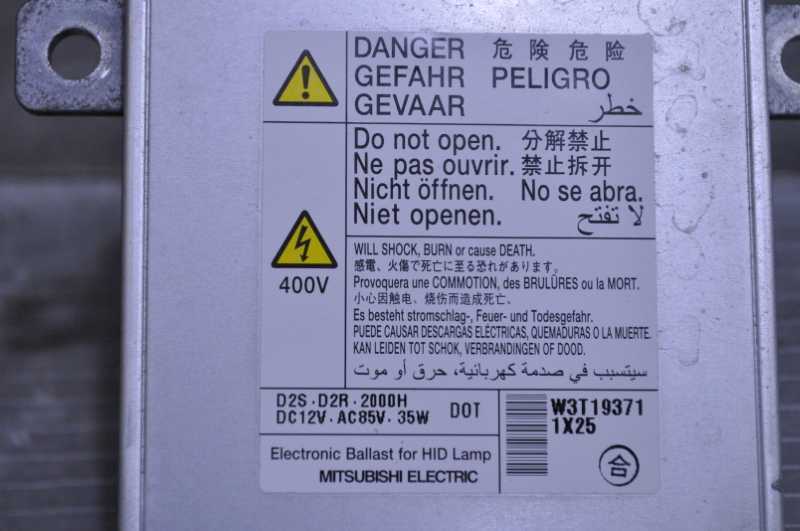 DANGER 危険 危险
GEFAHR PELIGRO
GEVAAR خطر
Do not open. 分解禁止
Ne pas ouvrir. 禁止拆开
Nicht öffnen. No se abra.
Niet openen. لا تفتح
400V
WILL SHOCK, BURN or cause DEATH.
感電、火傷で死亡に至る恐れがあります。
Provoquera une COMMOTION, des BRULÛRES ou la MORT.
小心因触电、烧伤而造成死亡、
Es besteht stromschlag-, Feuer- und Todesgefahr.
PUEDE CAUSAR DESCARGAS ELÉCTRICAS, QUEMADURAS O LA MUERTE.
KAN LEIDEN TOT SCHOK, VERBRANDINGEN OF DOOD.
سيتسبب في صدمة كهربائية، حرق أو موت
D2S·D2R·2000H
DC12V·AC85V·35W DOT
W3T19371
1X25
合
Electronic Ballast for HID Lamp
MITSUBISHI ELECTRIC